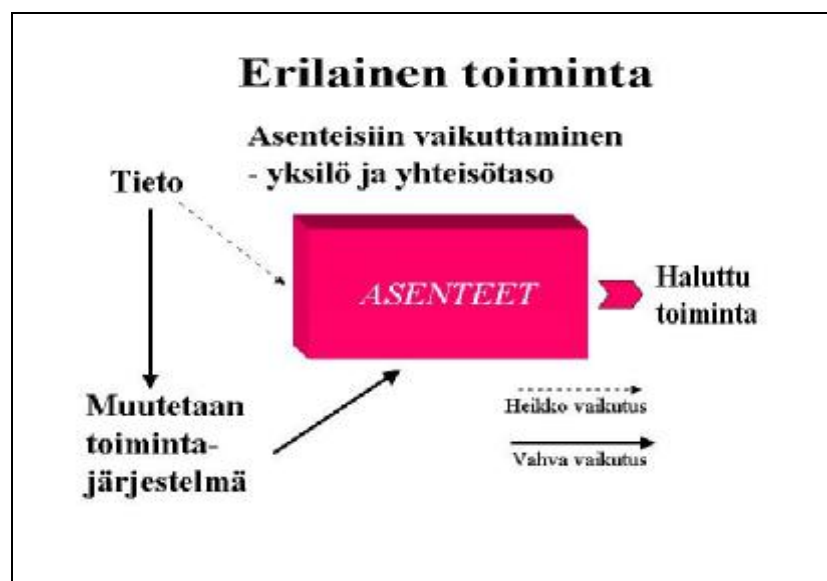 Erilainen toiminta
Asenteisiin vaikuttaminen
- yksilö ja yhteisötaso
Tieto
ASENTEET
Haluttu
toiminta
Muutetaan
toiminta-
järjestelmä
Heikko vaikutus
Vahva vaikutus